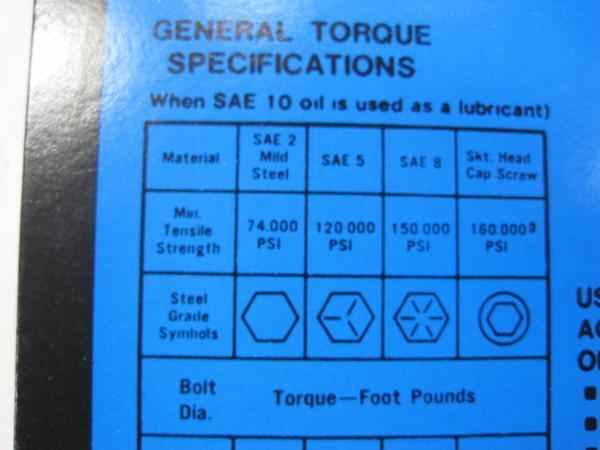 GENERAL TORQUE
SPECIFICATIONS
When SAE 10 oil is used as a lubricant)
Material
SAE 2
Mild
Steel
SAE 5
SAE 8
Skt. Head
Cap Screw
Min.
Tensile
Strength
74.000
PSI
120 000
PSI
150 000
PSI
160.000³
PSI
Steel
Grade
Symbols
Bolt
Dia.
Torque—Foot Pounds